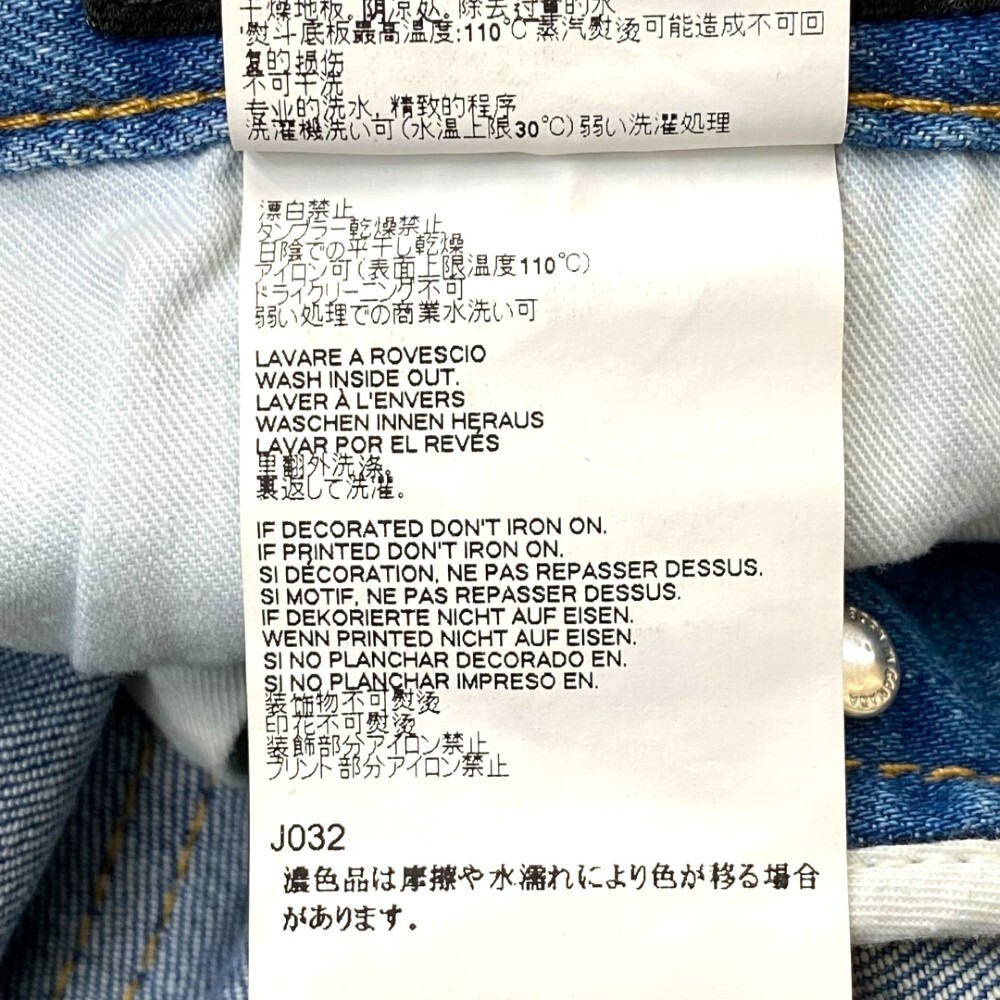 干燥地板。阴凉处。除去过量的水
熨斗底板最高温度:110℃蒸汽熨烫可能造成不可回
复的损伤
不可干洗
专业的洗水，精致的程序
洗濯機洗い可(水温上限30℃)弱い洗濯処理
漂白禁止
タンブラー乾燥禁止
日陰での平干し乾燥
アイロン可(表面上限温度110℃)
ドライクリーニング不可
弱い処理での商業水洗い可
LAVARE A ROVESCIO
WASH INSIDE OUT.
LAVER À L'ENVERS
WASCHEN INNEN HERAUS
LAVAR POR EL REVÉS
里翻外洗涤。
裏返して洗濯。
IF DECORATED DON'T IRON ON.
IF PRINTED DON'T IRON ON.
SI DÉCORATION, NE PAS REPASSER DESSUS.
SI MOTIF, NE PAS REPASSER DESSUS.
IF DEKORIERTE NICHT AUF EISEN.
WENN PRINTED NICHT AUF EISEN.
SI NO PLANCHAR DECORADO EN.
SI NO PLANCHAR IMPRESO EN.
装饰物不可熨烫
印花不可熨烫
装飾部分アイロン禁止
プリント部分アイロン禁止
J032
濃色品は摩擦や水濡れにより色が移る場合
があります。